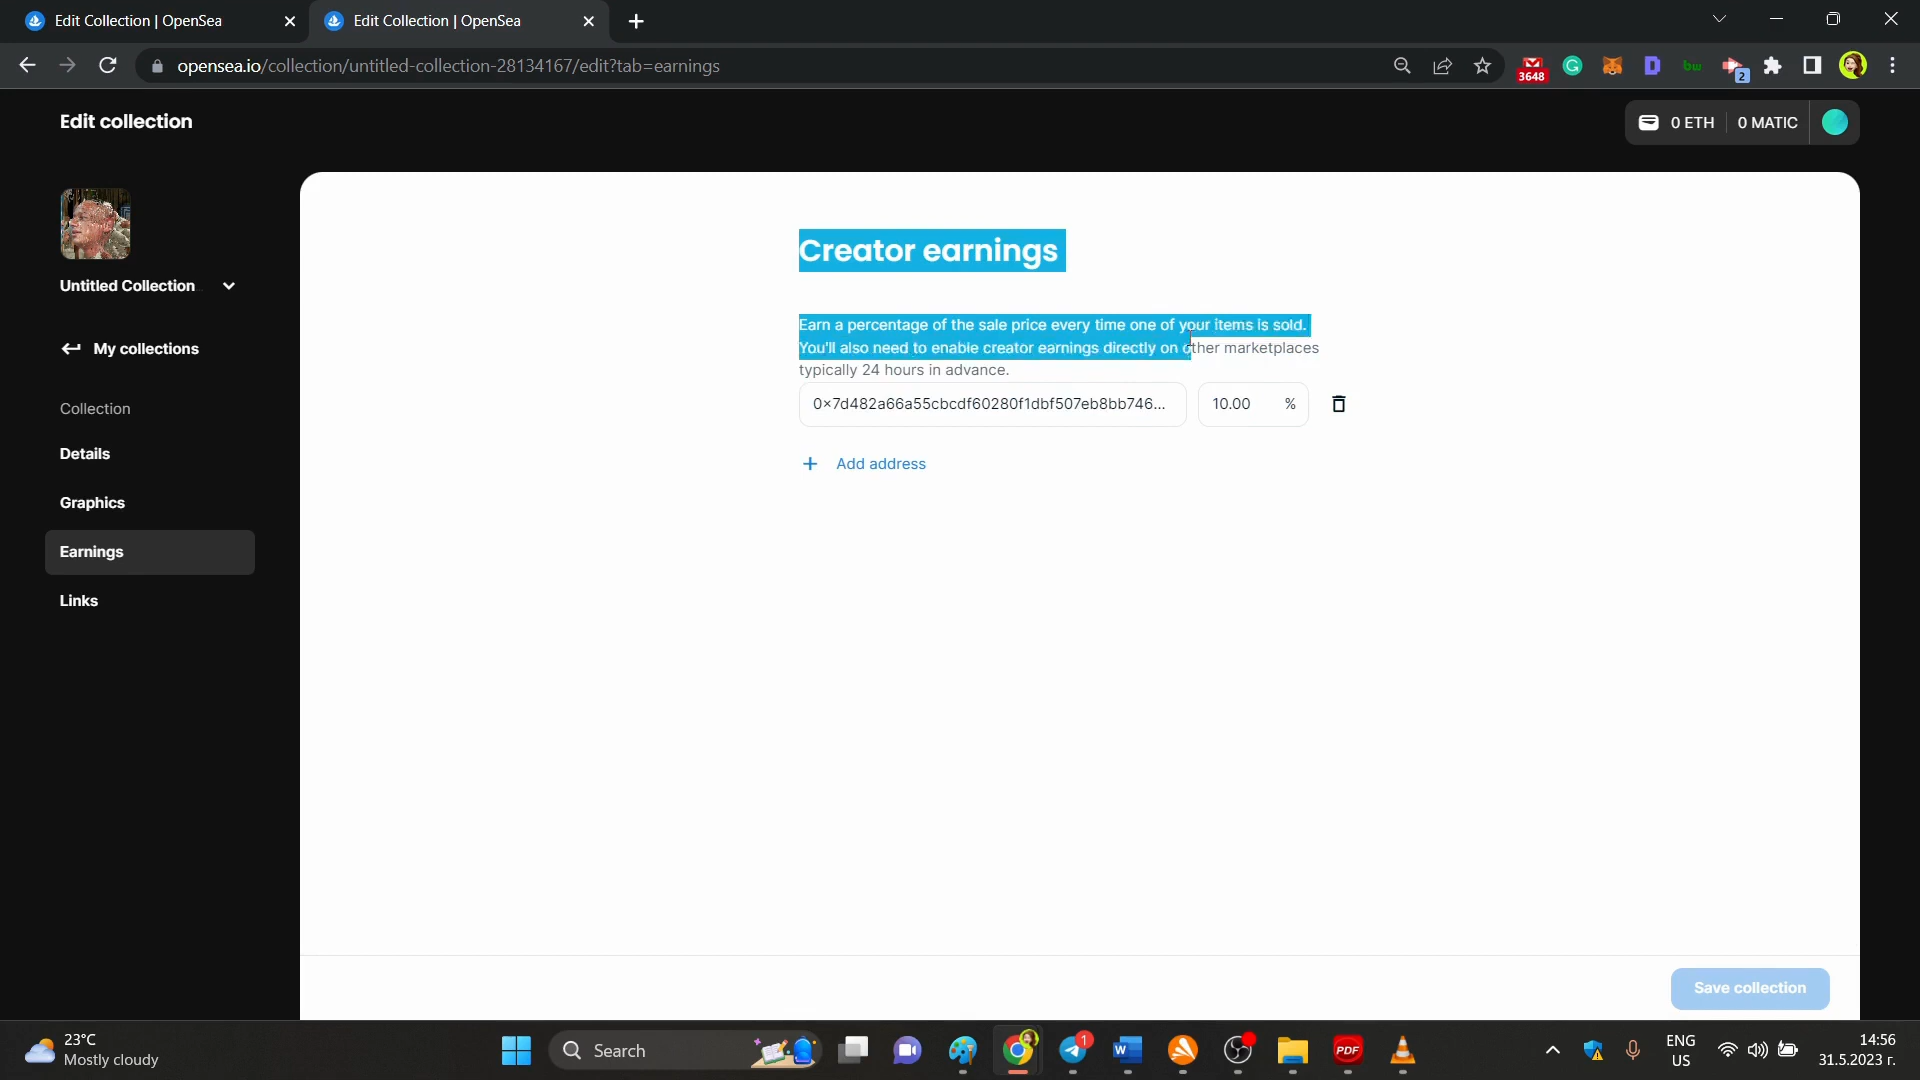 Edit Collection | OpenSea
Edit Collection | OpenSea
opensea.io/collection/untitled-collection-28134167/edit?tab=earnings
3648
2
Edit collection
0 ETH
0 MATIC
Untitled Collection
My collections
Collection
Details
Graphics
Earnings
Links
Creator earnings
Earn a percentage of the sale price every time one of your items is sold.
You'll also need to enable creator earnings directly on other marketplaces
typically 24 hours in advance.
0x7d482a66a55cbcdf60280f1dbf507eb8bb746...
10.00 %
Add address
Save collection
23°C
Mostly cloudy
Search
1
W
PDF
ENG
US
14:56
31.5.2023 г.